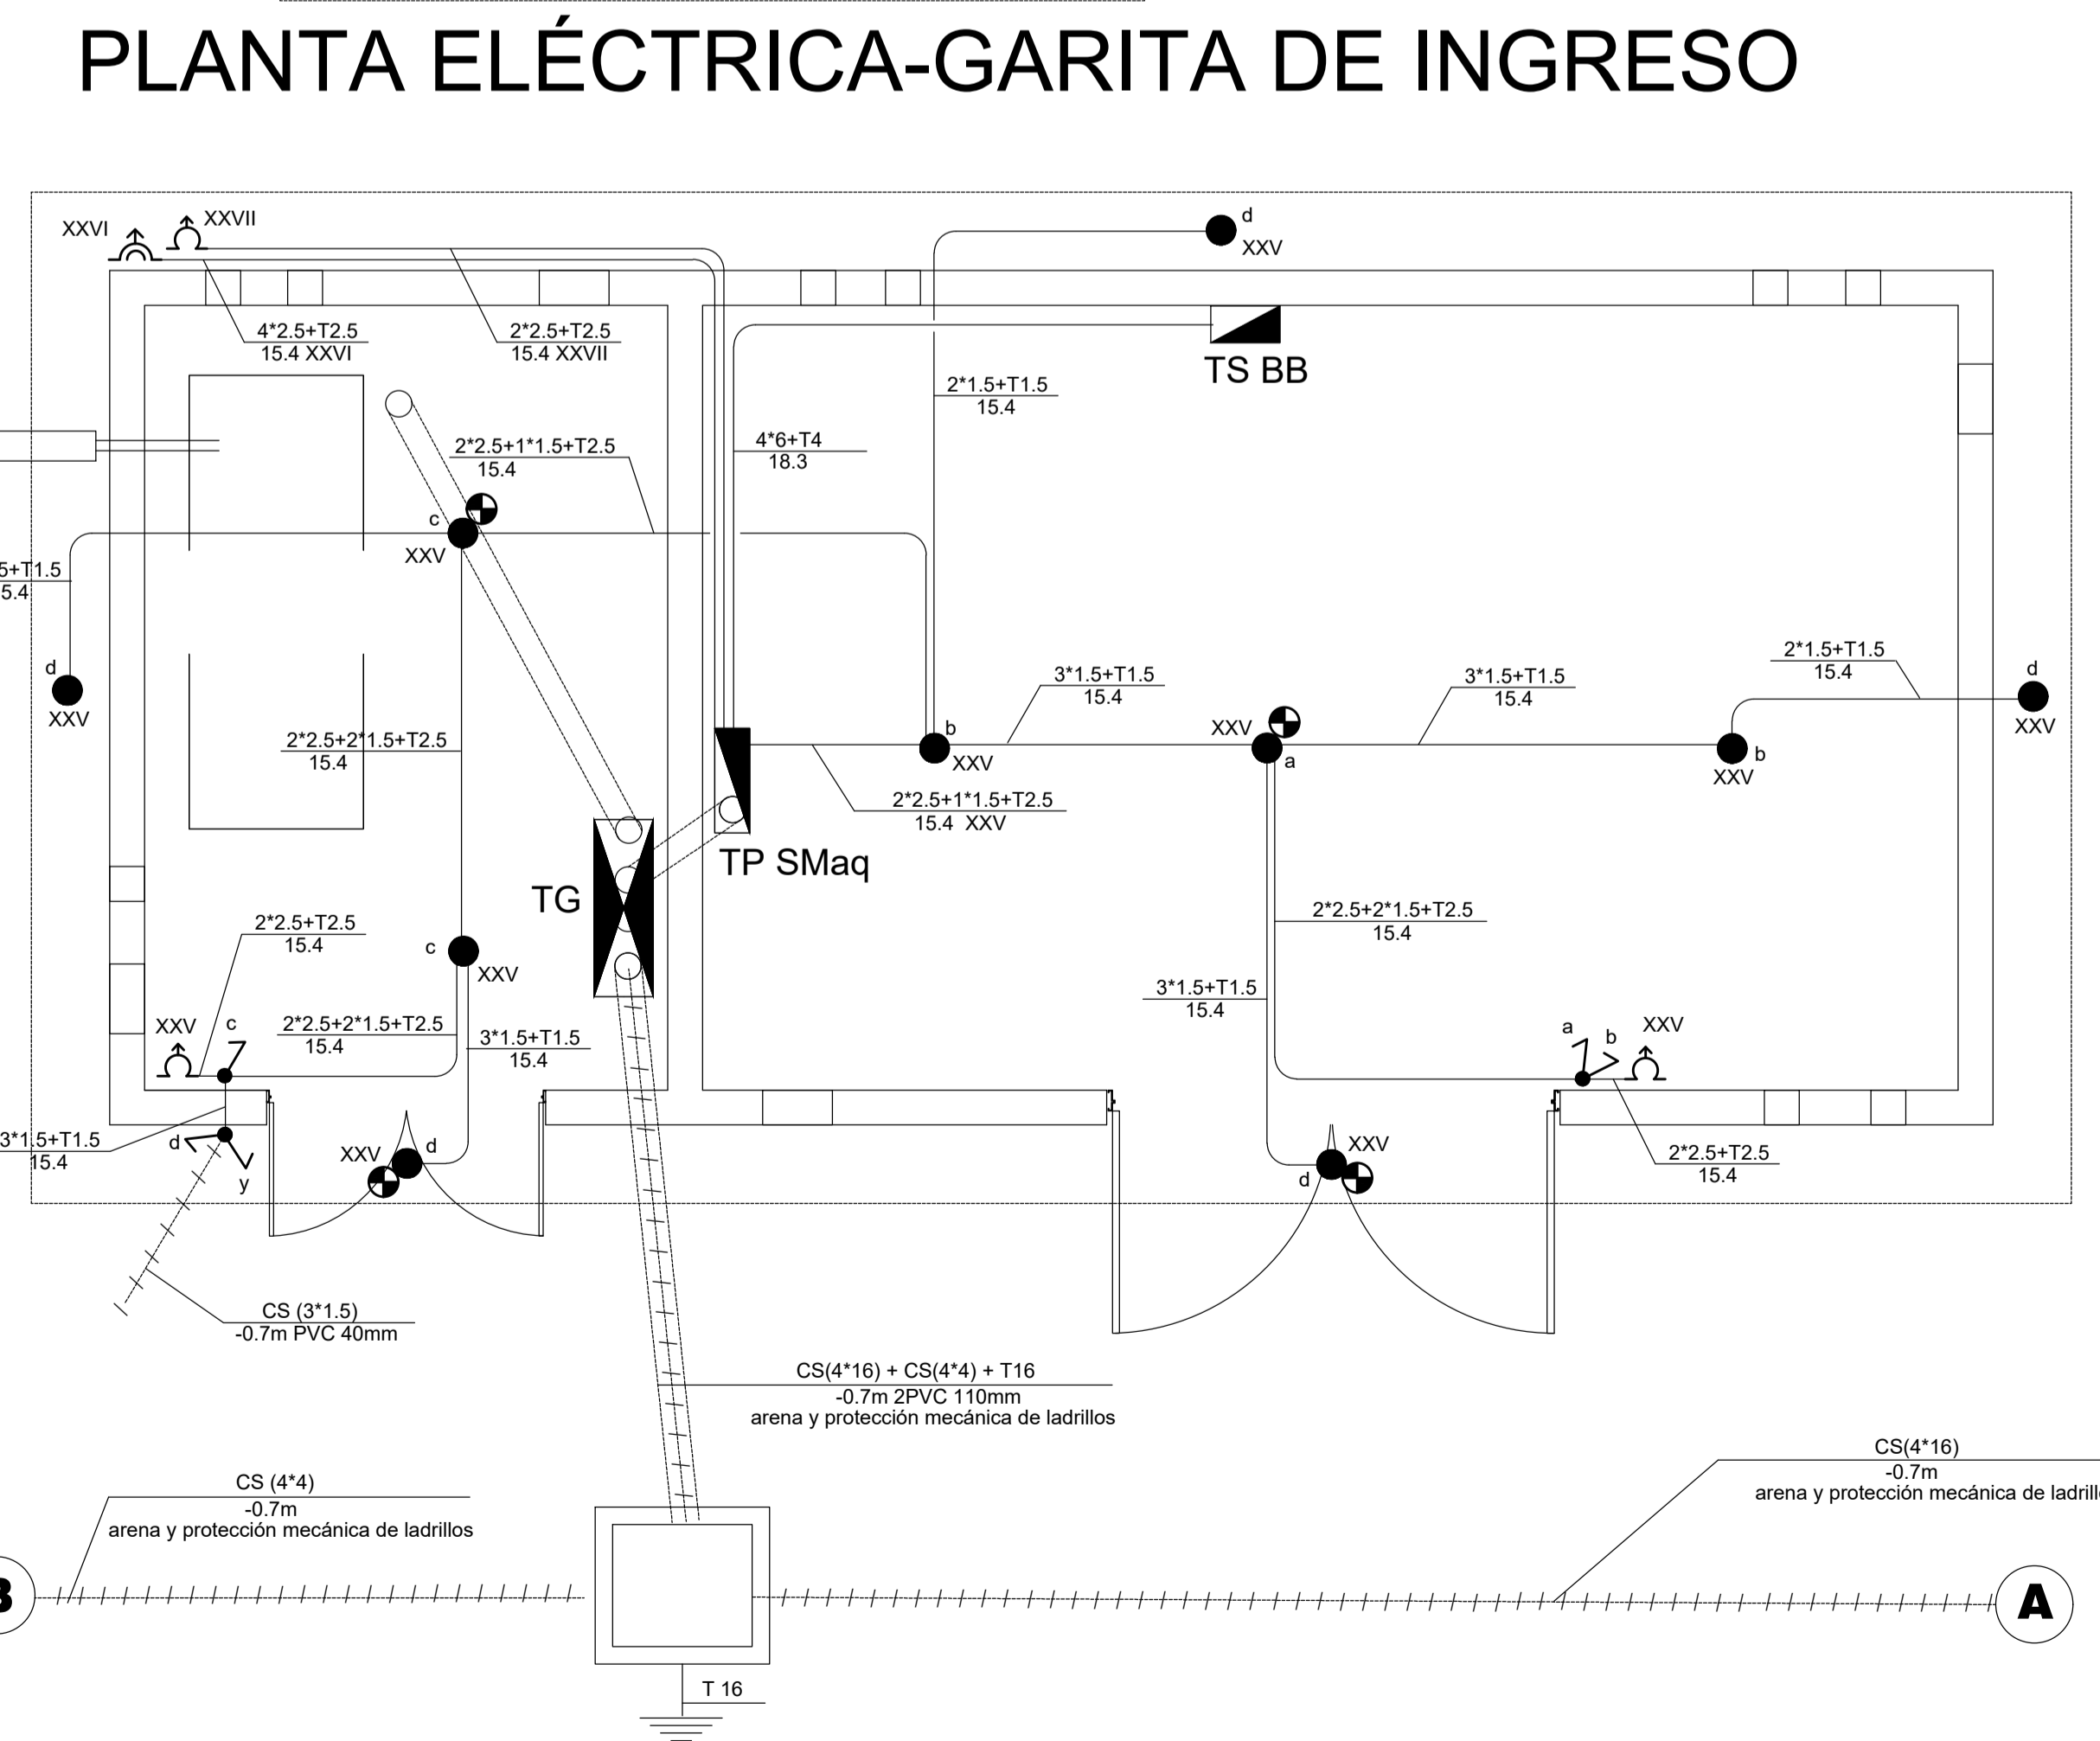 PLANTA ELÉCTRICA-GARITA DE INGRESO
XXVI
XXVII
d
XXV
4*2.5+T2.5
15.4 XXVI
2*2.5+T2.5
15.4 XXVII
TS BB
2*1.5+T1.5
15.4
4*6+T4
18.3
2*2.5+1*1.5+T2.5
15.4
c
XXV
5+T1.5
5.4
d
XXV
2*1.5+T1.5
15.4
d
XXV
3*1.5+T1.5
15.4
3*1.5+T1.5
15.4
b
XXV
XXV
a
b
XXV
2*2.5+2*1.5+T2.5
15.4
2*2.5+1*1.5+T2.5
15.4 XXV
TP SMaq
TG
2*2.5+T2.5
15.4
c
XXV
2*2.5+2*1.5+T2.5
15.4
3*1.5+T1.5
15.4
XXV
c
2*2.5+2*1.5+T2.5
15.4
3*1.5+T1.5
15.4
a
b
XXV
3*1.5+T1.5
15.4
d
y
XXV
d
XXV
d
2*2.5+T2.5
15.4
CS (3*1.5)
-0.7m PVC 40mm
CS(4*16) + CS(4*4) + T16
-0.7m 2PVC 110mm
arena y protección mecánica de ladrillos
CS (4*4)
-0.7m
arena y protección mecánica de ladrillos
CS(4*16)
-0.7m
arena y protección mecánica de ladrill
B
A
T 16